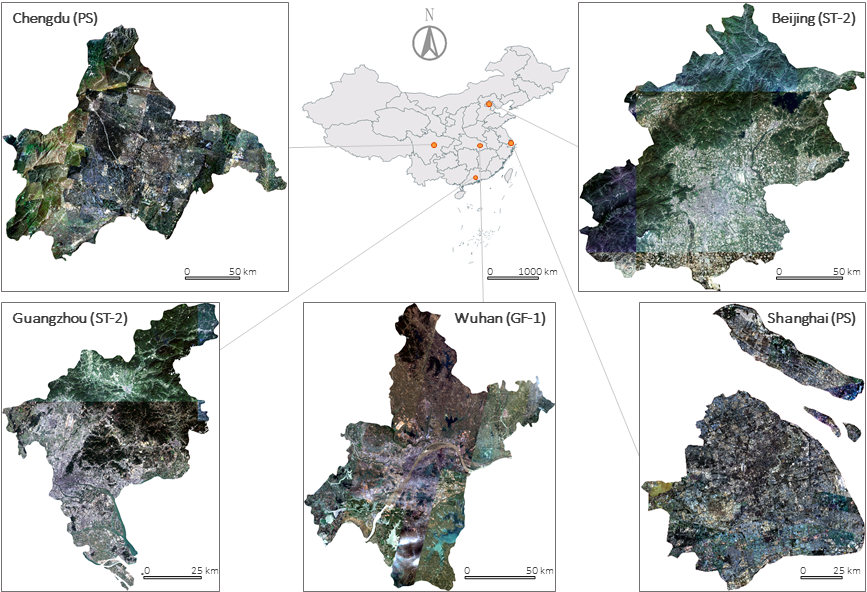 Chengdu (PS)
0 50 km
N
0 1000 km
Beijing (ST-2)
0 50 km
Guangzhou (ST-2)
0 25 km
Wuhan (GF-1)
0 50 km
Shanghai (PS)
0 25 km